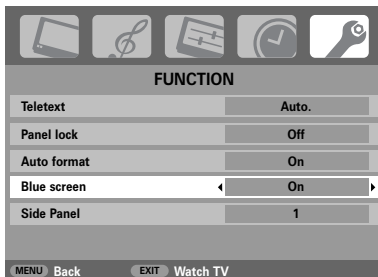 FUNCTION
Teletext Auto.
Panel lock Off
Auto format On
Blue screen On
Side Panel 1
MENU Back EXIT Watch TV